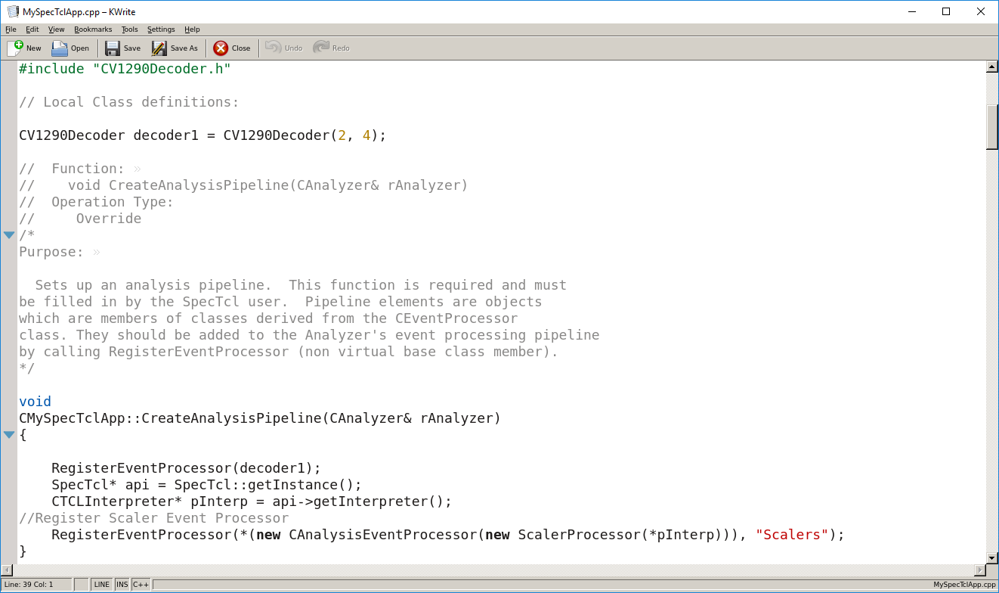 MySpecTclApp.cpp – KWrite
File Edit View Bookmarks Tools Settings Help
New Open Save Save As Close Undo Redo
#include "CV1290Decoder.h"
// Local Class definitions:
CV1290Decoder decoder1 = CV1290Decoder(2, 4);
//  Function: »
//    void CreateAnalysisPipeline(CAnalyzer& rAnalyzer)
//  Operation Type:
//     Override
/*
Purpose: »
  Sets up an analysis pipeline.  This function is required and must
be filled in by the SpecTcl user.  Pipeline elements are objects
which are members of classes derived from the CEventProcessor
class. They should be added to the Analyzer's event processing pipeline
by calling RegisterEventProcessor (non virtual base class member).
*/
void
CMySpecTclApp::CreateAnalysisPipeline(CAnalyzer& rAnalyzer)
{
    RegisterEventProcessor(decoder1);
    SpecTcl* api = SpecTcl::getInstance();
    CTCLInterpreter* pInterp = api->getInterpreter();
//Register Scaler Event Processor
    RegisterEventProcessor(*(new CAnalysisEventProcessor(new ScalerProcessor(*pInterp))), "Scalers");
}
Line: 39 Col: 1 LINE INS C++ MySpecTclApp.cpp